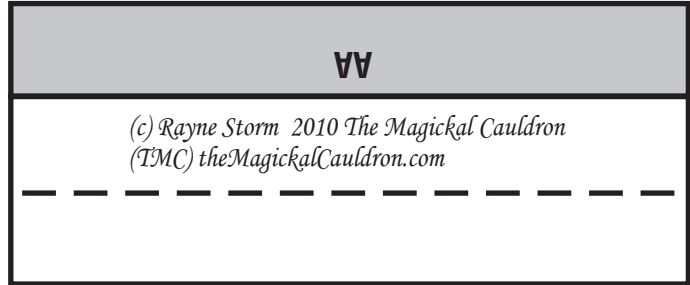 AA
(c) Rayne Storm 2010 The Magickal Cauldron
(TMC) theMagickalCauldron.com